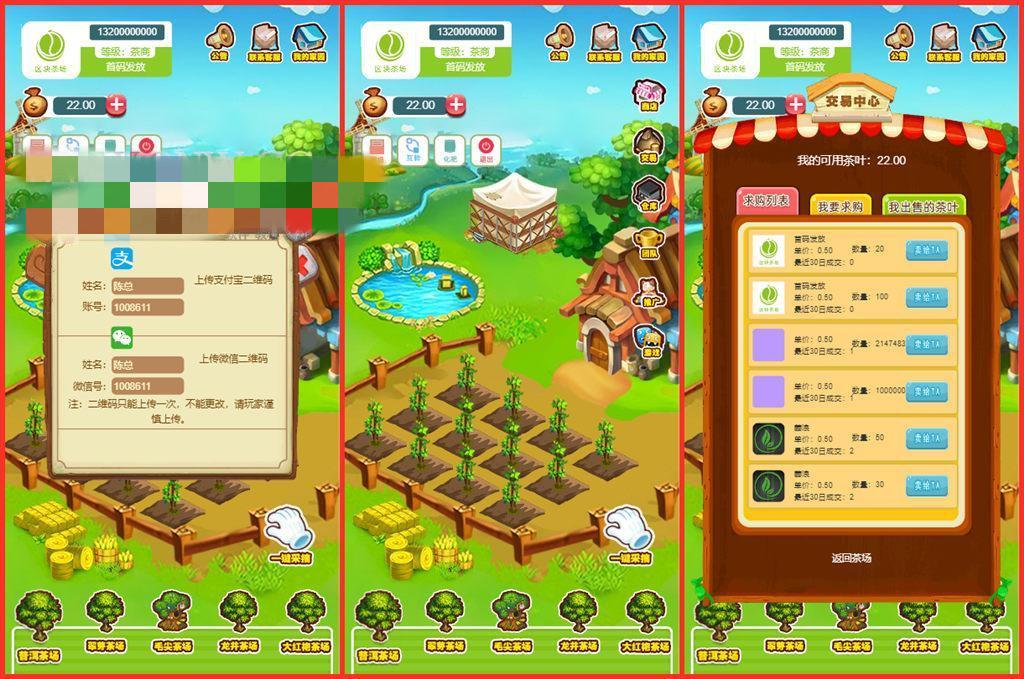 13200000000
等级：茶商
首码发放
区块茶场
公告
联系客服
我的家园
22.00
姓名：陈总
上传支付宝二维码
账号：1008611
姓名：陈总
上传微信二维码
微信号：1008611
注：二维码只能上传一次，不能更改，请玩家谨
慎上传。
一键采摘
普洱茶场
翠芽茶场
毛尖茶场
龙井茶场
大红袍茶场
13200000000
等级：茶商
首码发放
区块茶场
公告
联系客服
我的家园
22.00
互转
化肥
退出
商店
交易
仓库
团队
推广
游戏
一键采摘
普洱茶场
翠芽茶场
毛尖茶场
龙井茶场
大红袍茶场
13200000000
等级：茶商
首码发放
区块茶场
公告
联系客服
我的家园
22.00
交易中心
我的可用茶叶：22.00
求购列表
我要求购
我出售的茶叶
区块茶场
首码发放
单价：0.50
数量：20
最近30日成交：0
卖给TA
区块茶场
首码发放
单价：0.50
数量：100
最近30日成交：0
卖给TA
单价：0.50
数量：2147483
最近30日成交：1
卖给TA
单价：0.50
数量：1000000
最近30日成交：1
卖给TA
单价：0.50
数量：50
最近30日成交：2
卖给TA
单价：0.50
数量：30
最近30日成交：2
卖给TA
返回茶场
普洱茶场
翠芽茶场
毛尖茶场
龙井茶场
大红袍茶场